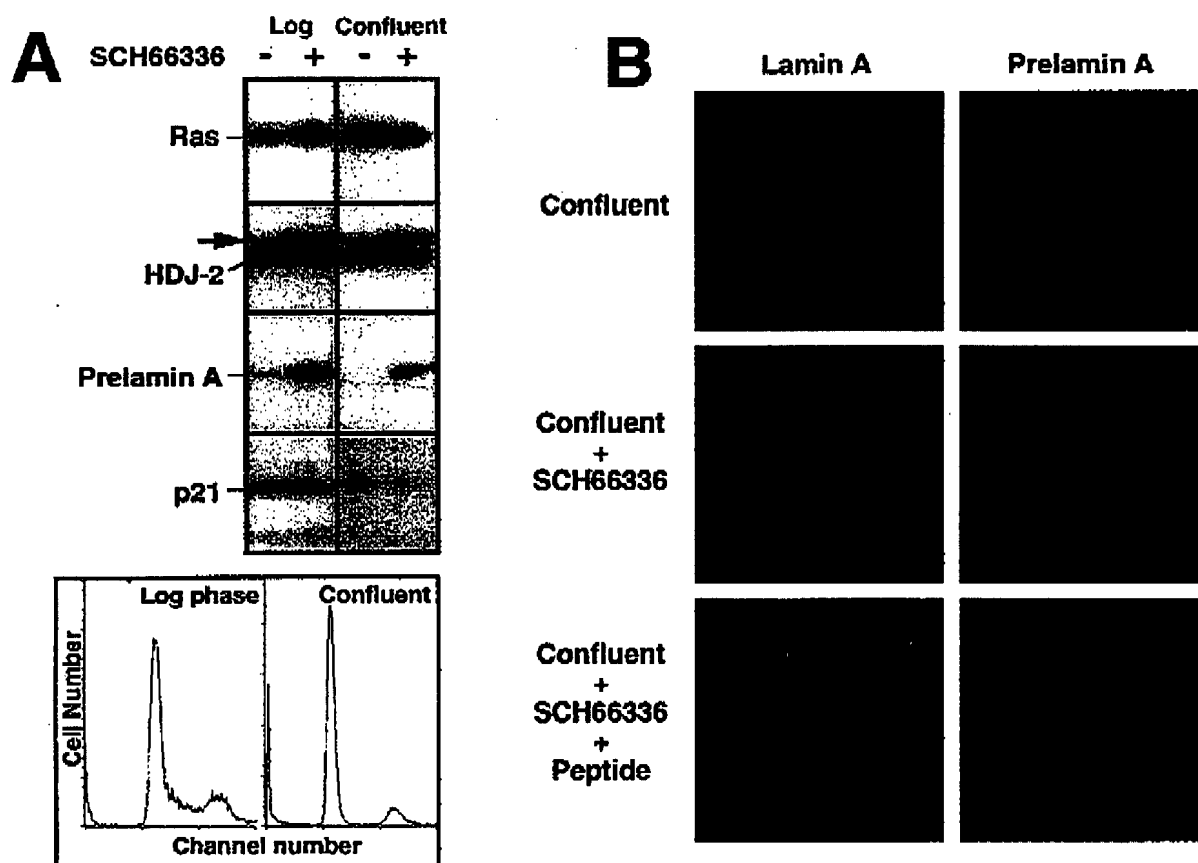 A
Log Confluent
SCH66336 - + - +
Ras
HDJ-2
Prelamin A
p21
Log phase
Confluent
Cell Number
Channel number
B
Lamin A Prelamin A
Confluent
Confluent
+
SCH66336
Confluent
+
SCH66336
+
Peptide